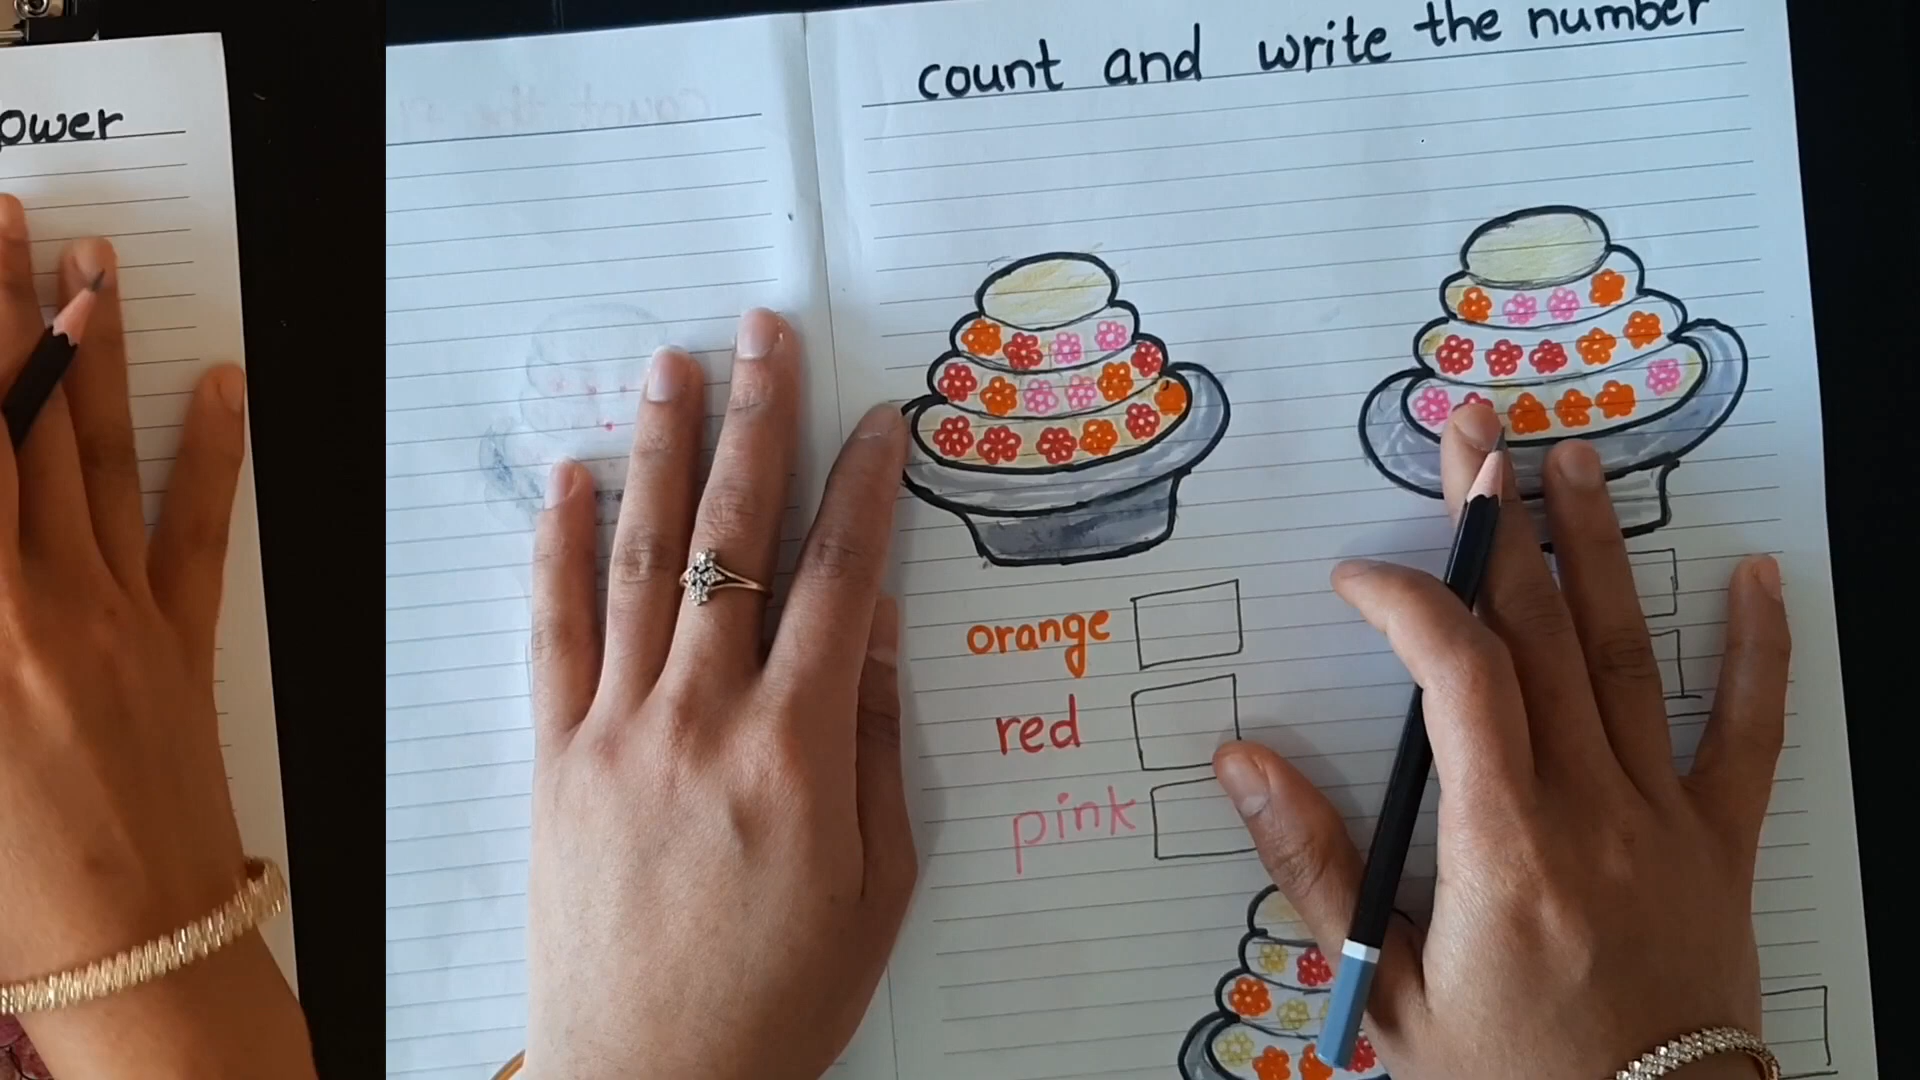 ower
count and write the number
orange
red
pink